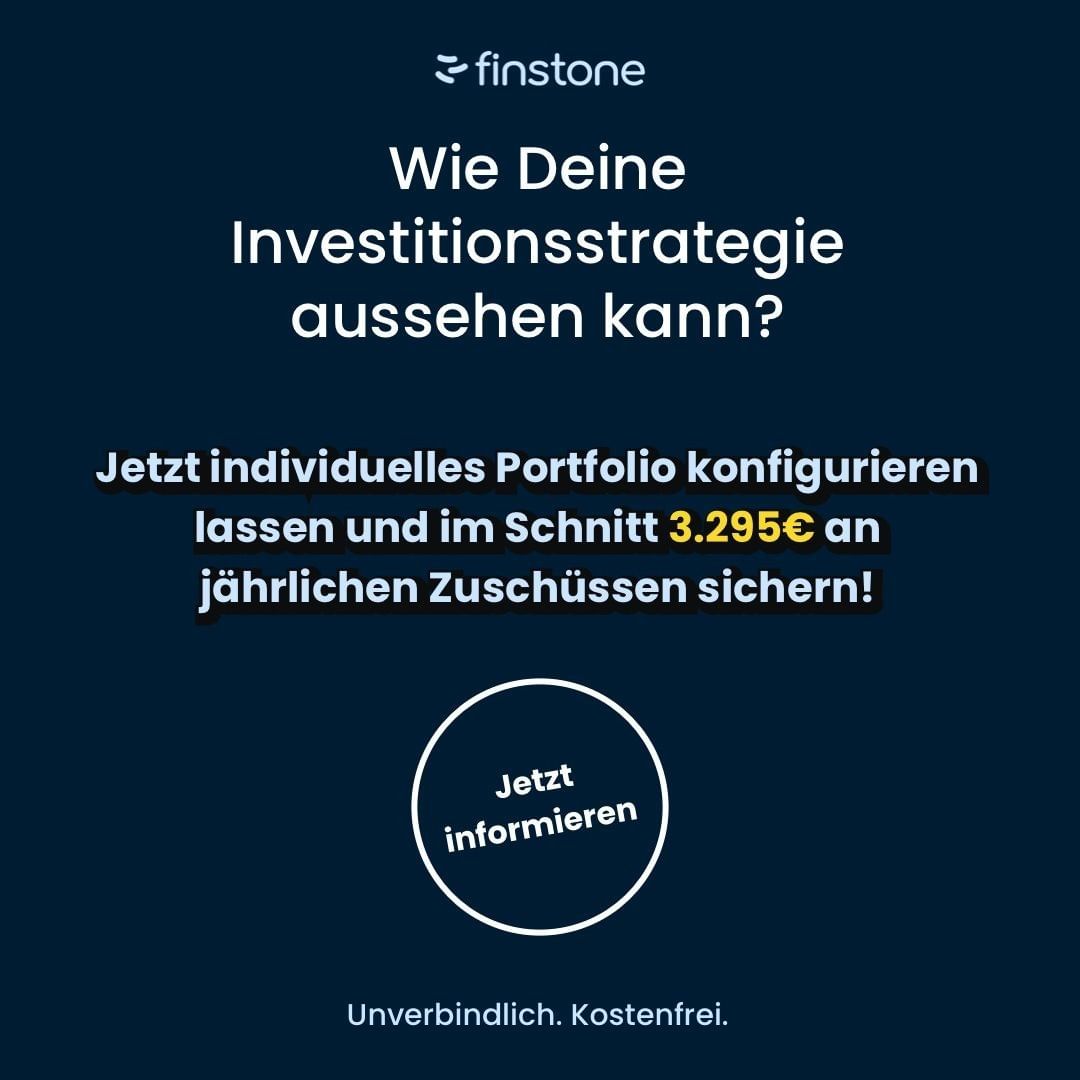 finstone
Wie Deine
Investitionsstrategie
aussehen kann?
Jetzt individuelles Portfolio konfigurieren
lassen und im Schnitt 3.295€ an
jährlichen Zuschüssen sichern!
Jetzt
informieren
Unverbindlich. Kostenfrei.